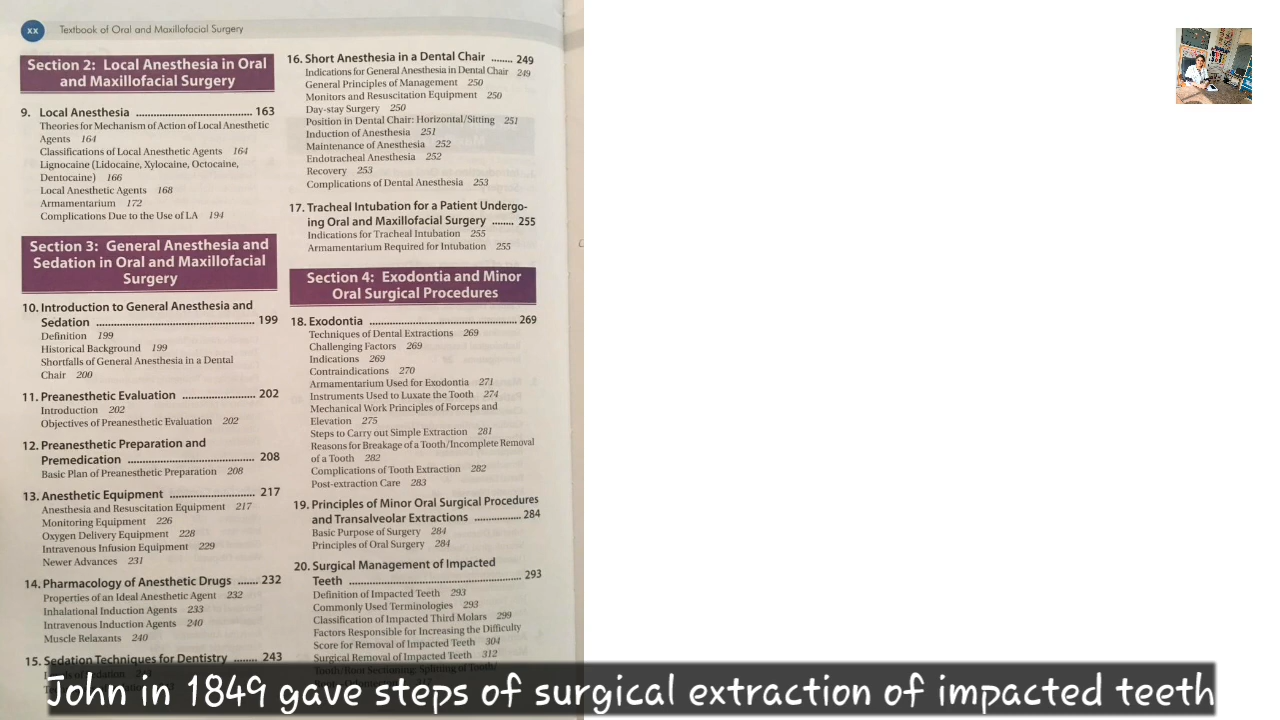 xx Textbook of Oral and Maxillofacial Surgery
Section 2: Local Anesthesia in Oral
and Maxillofacial Surgery
9. Local Anesthesia ........................................ 163
Theories for Mechanism of Action of Local Anesthetic
Agents 164
Classifications of Local Anesthetic Agents 164
Lignocaine (Lidocaine, Xylocaine, Octocaine,
Dentocaine) 166
Local Anesthetic Agents 168
Armamentarium 172
Complications Due to the Use of LA 194
Section 3: General Anesthesia and
Sedation in Oral and Maxillofacial
Surgery
10. Introduction to General Anesthesia and
Sedation ...................................................... 199
Definition 199
Historical Background 199
Shortfalls of General Anesthesia in a Dental
Chair 200
11. Preanesthetic Evaluation ......................... 202
Introduction 202
Objectives of Preanesthetic Evaluation 202
12. Preanesthetic Preparation and
Premedication ........................................... 208
Basic Plan of Preanesthetic Preparation 208
13. Anesthetic Equipment ............................. 217
Anesthesia and Resuscitation Equipment 217
Monitoring Equipment 226
Oxygen Delivery Equipment 228
Intravenous Infusion Equipment 229
Newer Advances 231
14. Pharmacology of Anesthetic Drugs ....... 232
Properties of an Ideal Anesthetic Agent 232
Inhalational Induction Agents 233
Intravenous Induction Agents 240
Muscle Relaxants 240
15. Sedation Techniques for Dentistry ........ 243
16. Short Anesthesia in a Dental Chair ........ 249
Indications for General Anesthesia in Dental Chair 249
General Principles of Management 250
Monitors and Resuscitation Equipment 250
Day-stay Surgery 250
Position in Dental Chair: Horizontal/Sitting 251
Induction of Anesthesia 251
Maintenance of Anesthesia 252
Endotracheal Anesthesia 252
Recovery 253
Complications of Dental Anesthesia 253
17. Tracheal Intubation for a Patient Undergo-
ing Oral and Maxillofacial Surgery ........ 255
Indications for Tracheal Intubation 255
Armamentarium Required for Intubation 255
Section 4: Exodontia and Minor
Oral Surgical Procedures
18. Exodontia .................................................. 269
Techniques of Dental Extractions 269
Challenging Factors 269
Indications 269
Contraindications 270
Armamentarium Used for Exodontia 271
Instruments Used to Luxate the Tooth 274
Mechanical Work Principles of Forceps and
Elevation 275
Steps to Carry out Simple Extraction 281
Reasons for Breakage of a Tooth/Incomplete Removal
of a Tooth 282
Complications of Tooth Extraction 282
Post-extraction Care 283
19. Principles of Minor Oral Surgical Procedures
and Transalveolar Extractions ................ 284
Basic Purpose of Surgery 284
Principles of Oral Surgery 284
20. Surgical Management of Impacted
Teeth ........................................................... 293
Definition of Impacted Teeth 293
Commonly Used Terminologies 293
Classification of Impacted Third Molars 299
Factors Responsible for Increasing the Difficulty
Score for Removal of Impacted Teeth 304
Surgical Removal of Impacted Teeth 312
Tooth/Root Sectioning: Splitting of Tooth/
John in 1849 gave steps of surgical extraction of impacted teeth